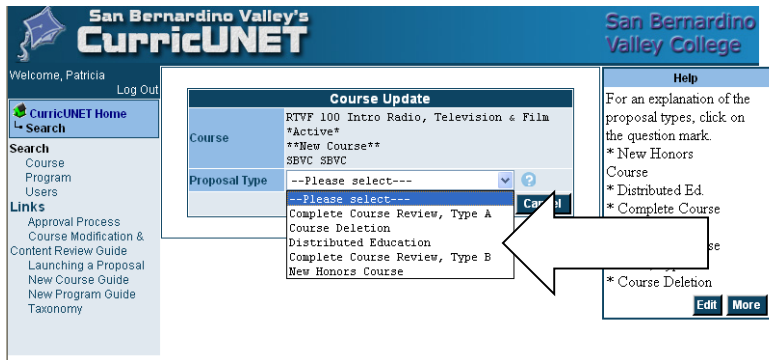 San Bernardino Valley's
CurricUNET
San Bernardino
Valley College
Welcome, Patricia
Log Out
CurricUNET Home
Search
Search
Course
Program
Users
Links
Approval Process
Course Modification &
Content Review Guide
Launching a Proposal
New Course Guide
New Program Guide
Taxonomy
Course Update
Course
RTVF 100 Intro Radio, Television & Film
*Active*
**New Course**
SBVC SBVC
Proposal Type
--Please select---
?
--Please select---
Complete Course Review, Type A
Course Deletion
Distributed Education
Complete Course Review, Type B
New Honors Course
Help
For an explanation of the
proposal types, click on
the question mark.
* New Honors
Course
* Distributed Ed.
* Complete Course
* Course Deletion
Edit More